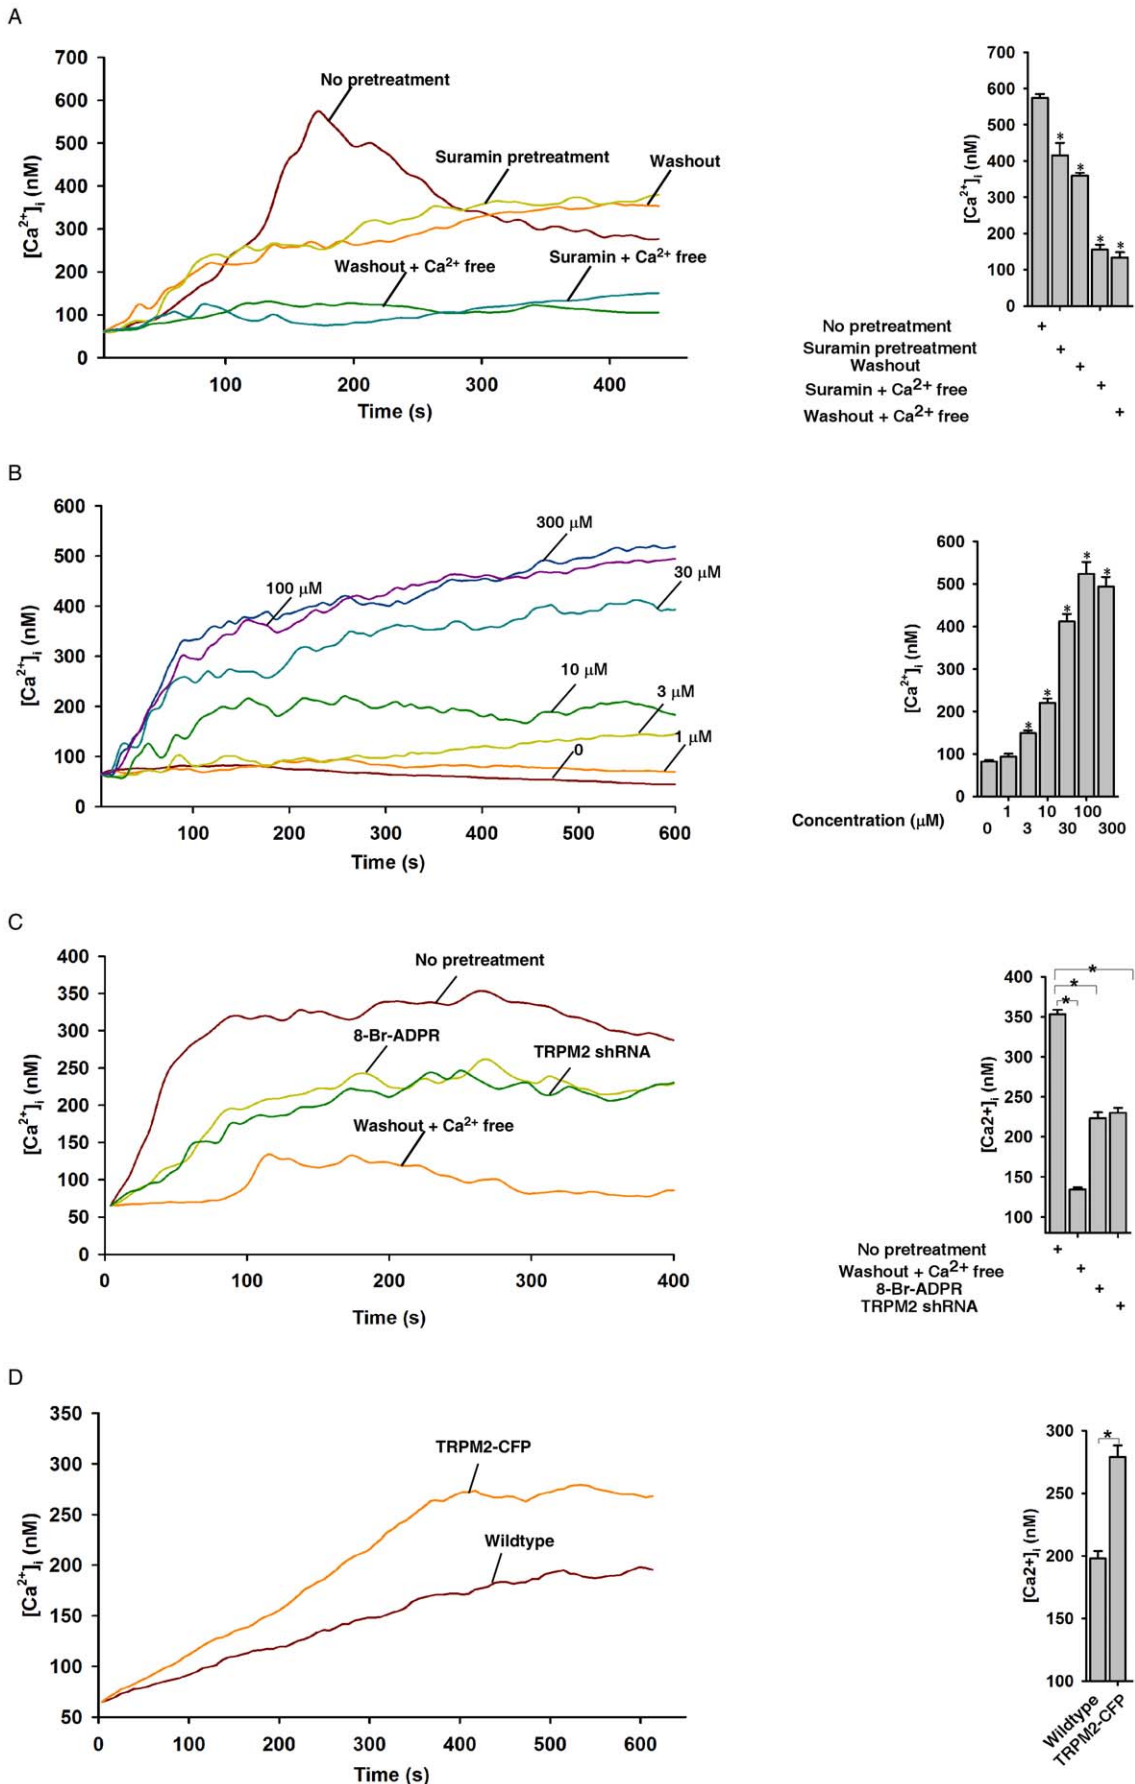 A
700
600
500
400
300
200
100
0
[Ca2+]i (nM)
No pretreatment
Suramin pretreatment
Washout
Washout + Ca2+ free
Suramin + Ca2+ free
100 200 300 400
Time (s)
700
600
500
400
300
200
100
0
[Ca2+]i (nM)
*
*
*
*
No pretreatment +
Suramin pretreatment +
Washout +
Suramin + Ca2+ free +
Washout + Ca2+ free +
B
600
500
400
300
200
100
0
[Ca2+]i (nM)
300 μM
100 μM
30 μM
10 μM
3 μM
1 μM
0
100 200 300 400 500 600
Time (s)
600
500
400
300
200
100
0
[Ca2+]i (nM)
*
*
*
*
*
1 10 100
Concentration (μM)
0 3 30 300
C
400
350
300
250
200
150
100
50
0
[Ca2+]i (nM)
No pretreatment
8-Br-ADPR
TRPM2 shRNA
Washout + Ca2+ free
0 100 200 300 400
Time (s)
400
350
300
250
200
150
100
[Ca2+]i (nM)
*
*
*
No pretreatment +
Washout + Ca2+ free +
8-Br-ADPR +
TRPM2 shRNA +
D
350
300
250
200
150
100
50
[Ca2+]i (nM)
TRPM2-CFP
Wildtype
0 100 200 300 400 500 600
Time (s)
300
250
200
150
100
[Ca2+]i (nM)
*
Wildtype
TRPM2-CFP